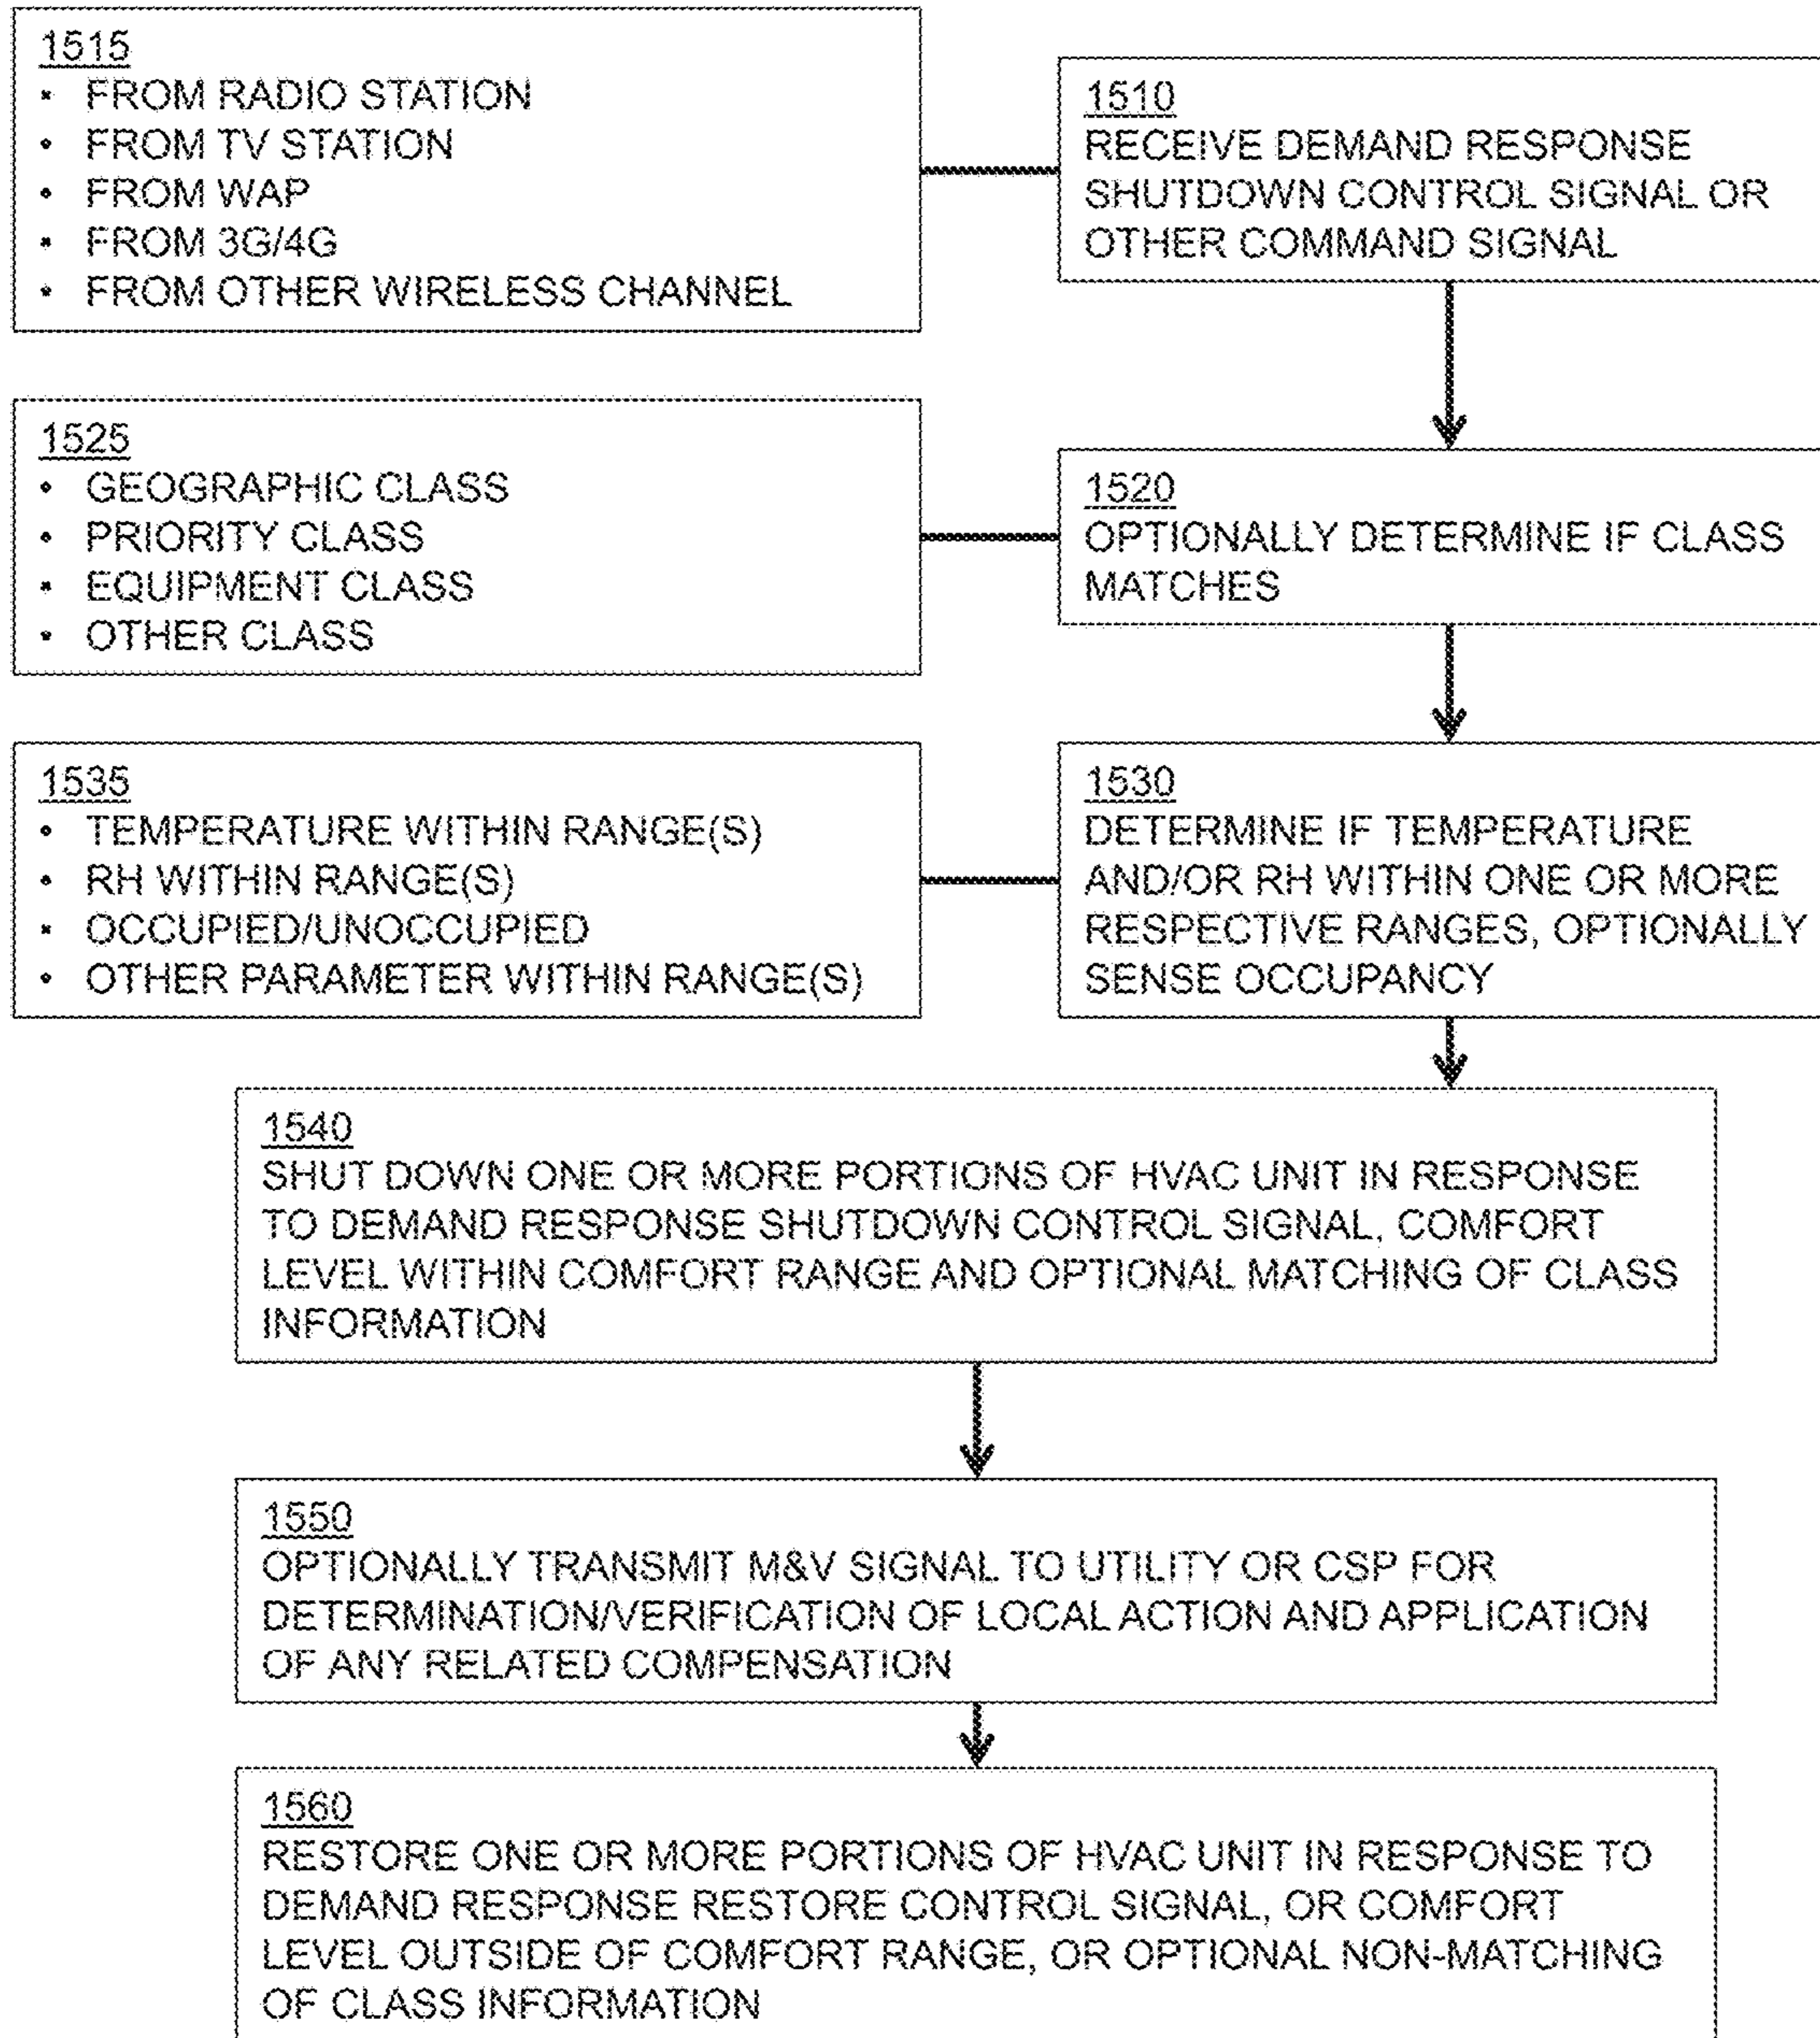 1515
• FROM RADIO STATION
• FROM TV STATION
• FROM WAP
• FROM 3G/4G
• FROM OTHER WIRELESS CHANNEL
1510
RECEIVE DEMAND RESPONSE
SHUTDOWN CONTROL SIGNAL OR
OTHER COMMAND SIGNAL
1525
• GEOGRAPHIC CLASS
• PRIORITY CLASS
• EQUIPMENT CLASS
• OTHER CLASS
1520
OPTIONALLY DETERMINE IF CLASS
MATCHES
1535
• TEMPERATURE WITHIN RANGE(S)
• RH WITHIN RANGE(S)
• OCCUPIED/UNOCCUPIED
• OTHER PARAMETER WITHIN RANGE(S)
1530
DETERMINE IF TEMPERATURE
AND/OR RH WITHIN ONE OR MORE
RESPECTIVE RANGES, OPTIONALLY
SENSE OCCUPANCY
1540
SHUT DOWN ONE OR MORE PORTIONS OF HVAC UNIT IN RESPONSE
TO DEMAND RESPONSE SHUTDOWN CONTROL SIGNAL, COMFORT
LEVEL WITHIN COMFORT RANGE AND OPTIONAL MATCHING OF CLASS
INFORMATION
1550
OPTIONALLY TRANSMIT M&V SIGNAL TO UTILITY OR CSP FOR
DETERMINATION/VERIFICATION OF LOCAL ACTION AND APPLICATION
OF ANY RELATED COMPENSATION
1560
RESTORE ONE OR MORE PORTIONS OF HVAC UNIT IN RESPONSE TO
DEMAND RESPONSE RESTORE CONTROL SIGNAL, OR COMFORT
LEVEL OUTSIDE OF COMFORT RANGE, OR OPTIONAL NON-MATCHING
OF CLASS INFORMATION